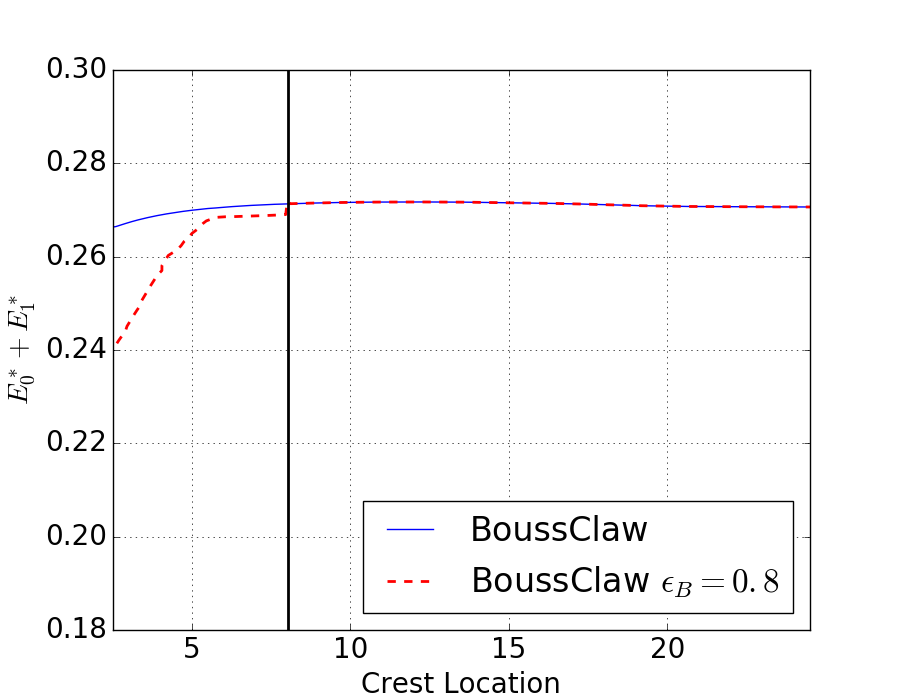 0.30
0.28
0.26
0.24
0.22
0.20
0.18
E₀* + E₁*
BoussClaw
BoussClaw ϵ_B = 0.8
5 10 15 20
Crest Location